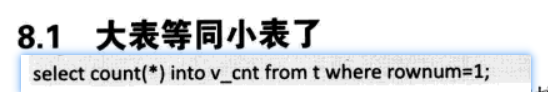 8.1 大表等同小表了
select count(*) into v_cnt from t where rownum=1;